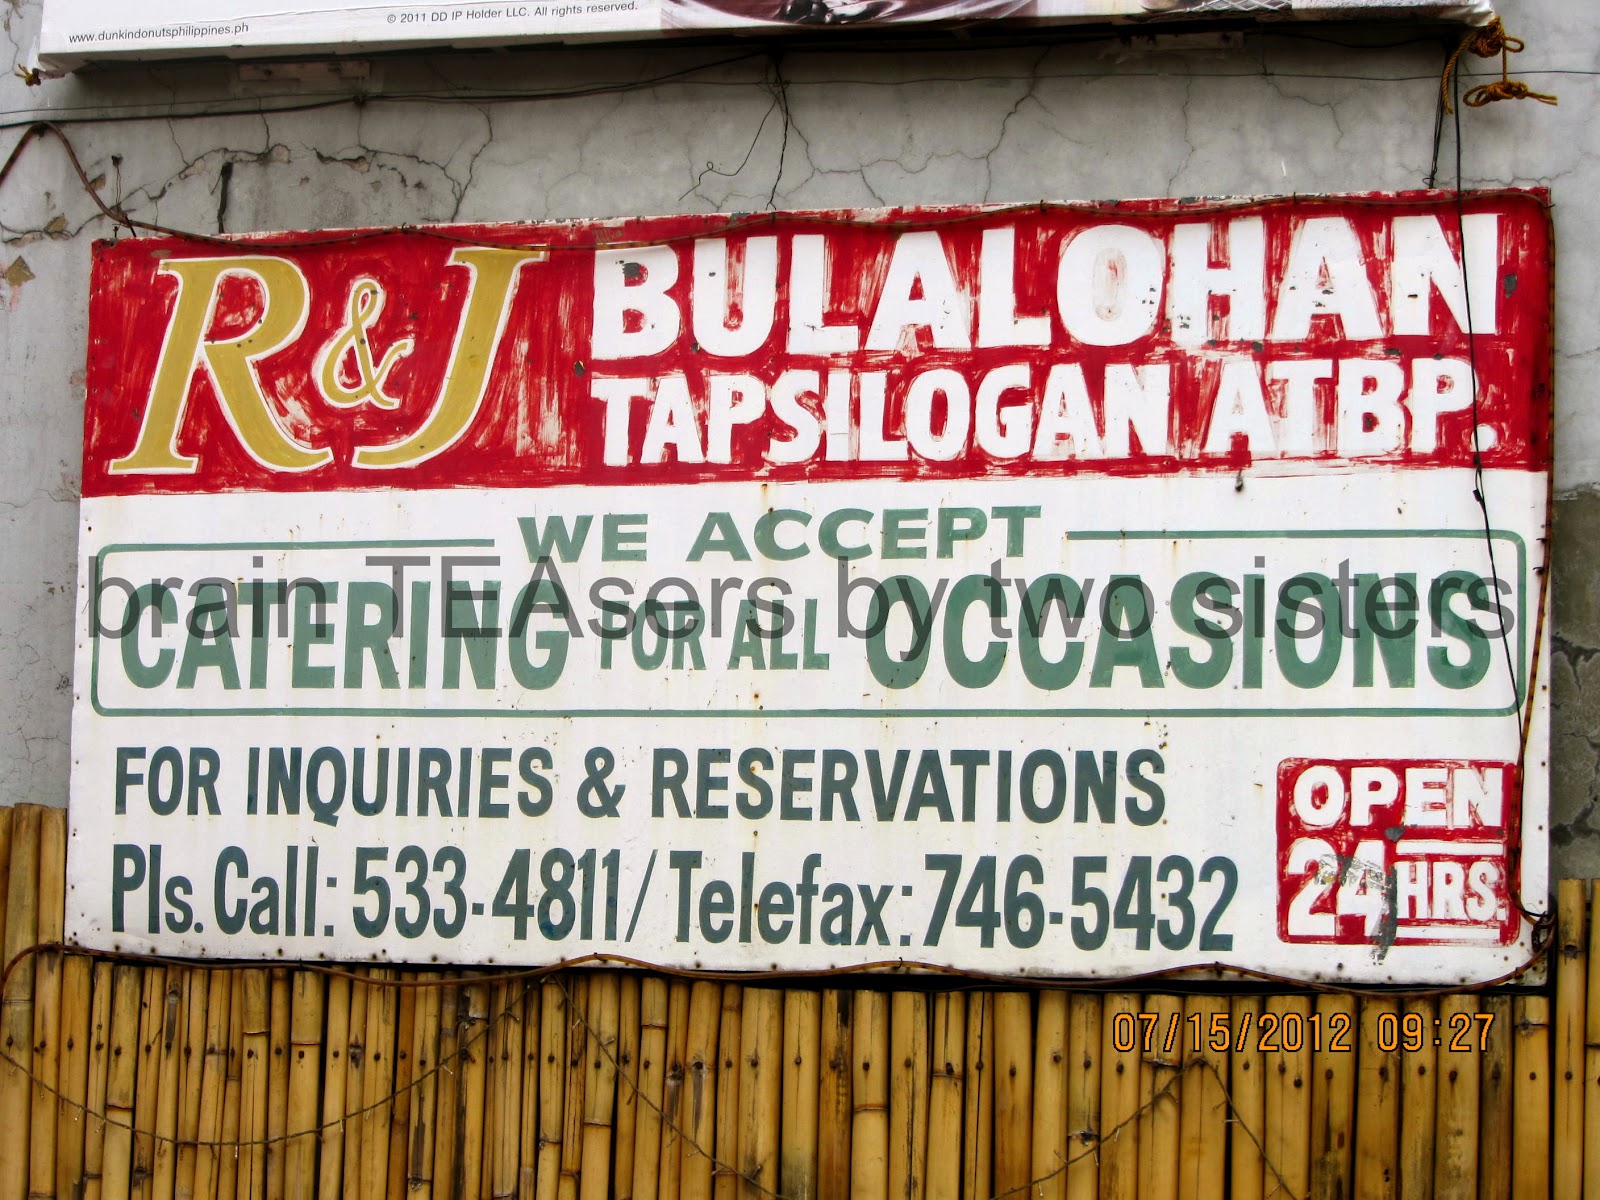 www.dunkindonutsphilippines.ph
© 2011 DD IP Holder LLC. All rights reserved.
R&J BULALOHAN
TAPSILOGAN ATBP.
WE ACCEPT
CATERING FOR ALL OCCASIONS
brain TEAsers by two sisters
FOR INQUIRIES & RESERVATIONS
Pls. Call: 533-4811/Telefax: 746-5432
OPEN
24 HRS.
07/15/2012 09:27